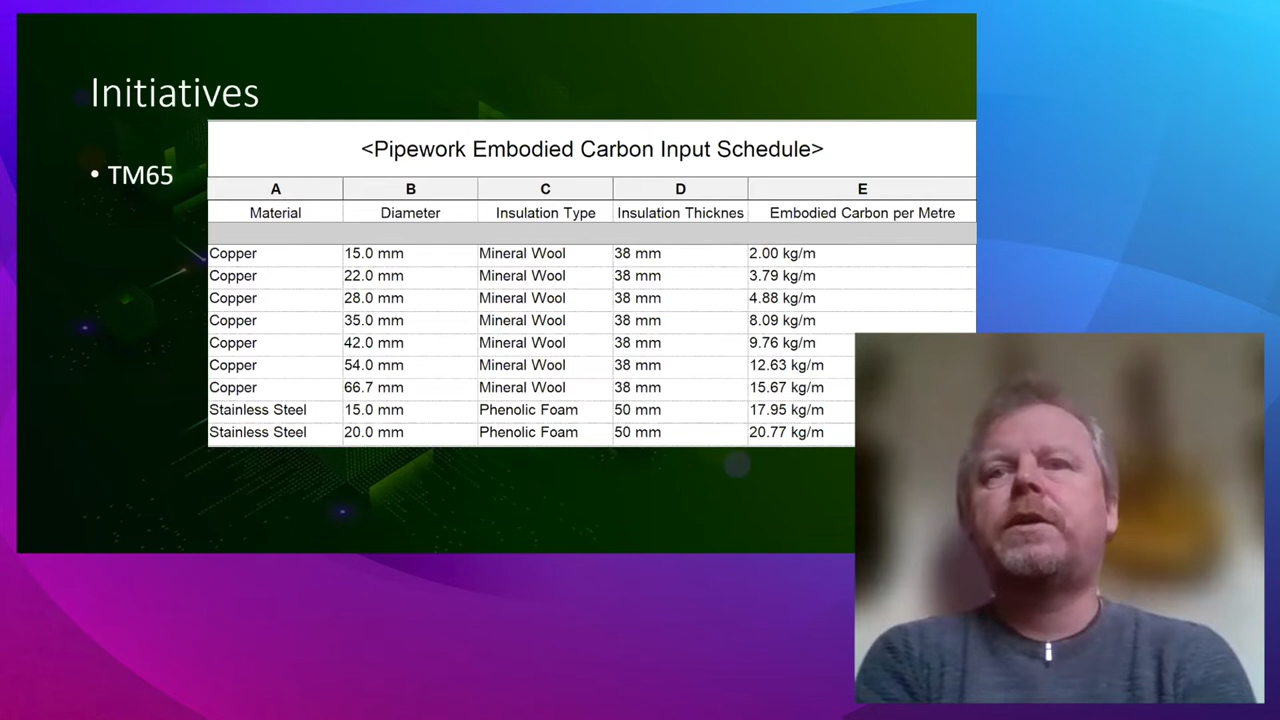 Initiatives
• TM65
<Pipework Embodied Carbon Input Schedule>
A B C D E
Material Diameter Insulation Type Insulation Thicknes Embodied Carbon per Metre
Copper 15.0 mm Mineral Wool 38 mm 2.00 kg/m
Copper 22.0 mm Mineral Wool 38 mm 3.79 kg/m
Copper 28.0 mm Mineral Wool 38 mm 4.88 kg/m
Copper 35.0 mm Mineral Wool 38 mm 8.09 kg/m
Copper 42.0 mm Mineral Wool 38 mm 9.76 kg/m
Copper 54.0 mm Mineral Wool 38 mm 12.63 kg/m
Copper 66.7 mm Mineral Wool 38 mm 15.67 kg/m
Stainless Steel 15.0 mm Phenolic Foam 50 mm 17.95 kg/m
Stainless Steel 20.0 mm Phenolic Foam 50 mm 20.77 kg/m